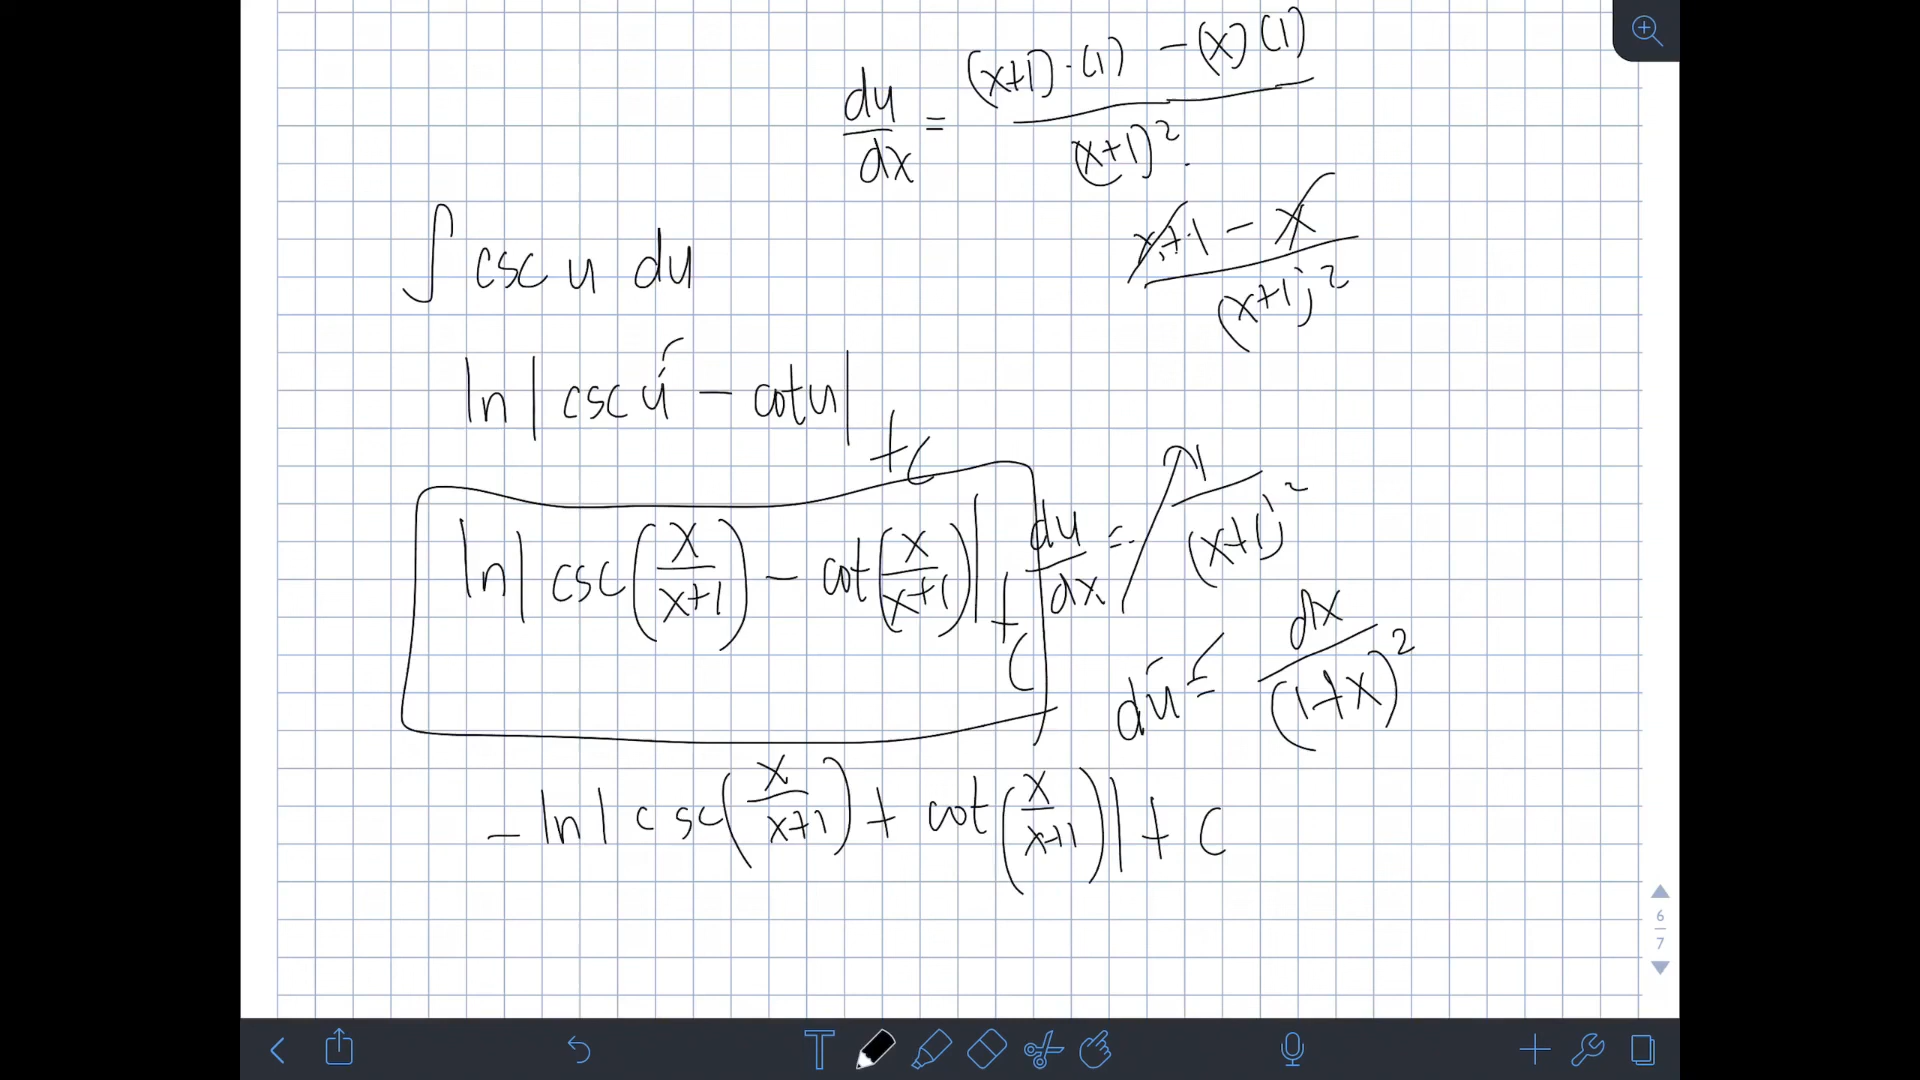 du/dx = ((x+1)·(1) − (x)(1))/(x+1)².
(x+1 − x)/(x+1)²
∫ csc u du
ln|csc u − cot u| + c
ln|csc(x/(x+1)) − cot(x/(x+1))| + C
du/dx = 1/(x+1)²
du = dx/(1+x)²
− ln|csc(x/(x+1)) + cot(x/(x+1))| + C
6
7
T